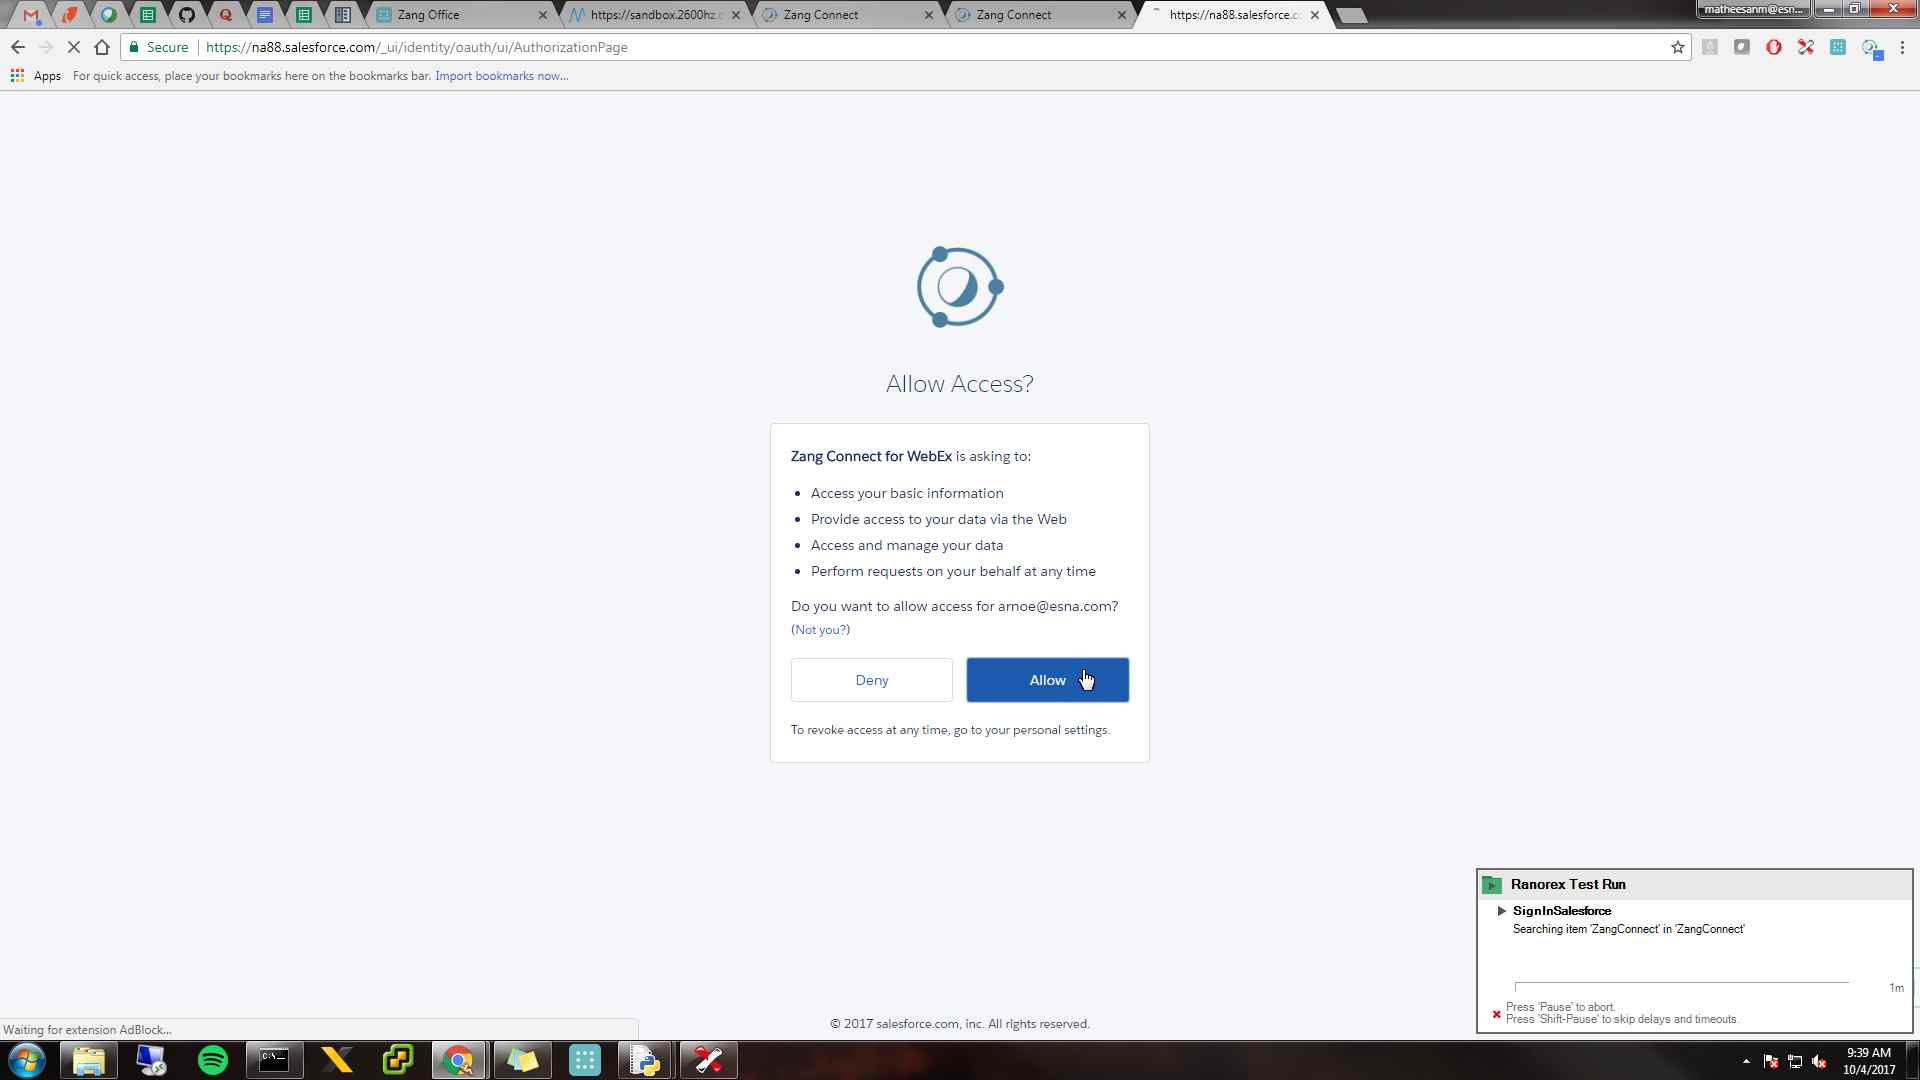 Zang Office
https://sandbox.2600hz.c
Zang Connect
Zang Connect
https://na88.salesforce.co
matheesanm@esn...
Secure
https://na88.salesforce.com/_ui/identity/oauth/ui/AuthorizationPage
Apps
For quick access, place your bookmarks here on the bookmarks bar.
Import bookmarks now...
Allow Access?
Zang Connect for WebEx is asking to:
Access your basic information
Provide access to your data via the Web
Access and manage your data
Perform requests on your behalf at any time
Do you want to allow access for arnoe@esna.com?
(Not you?)
Deny
Allow
To revoke access at any time, go to your personal settings.
Ranorex Test Run
SignInSalesforce
Searching item 'ZangConnect' in 'ZangConnect'
1m
Press 'Pause' to abort.
Press 'Shift-Pause' to skip delays and timeouts.
© 2017 salesforce.com, inc. All rights reserved.
Waiting for extension AdBlock...
C:\._
9:39 AM
10/4/2017